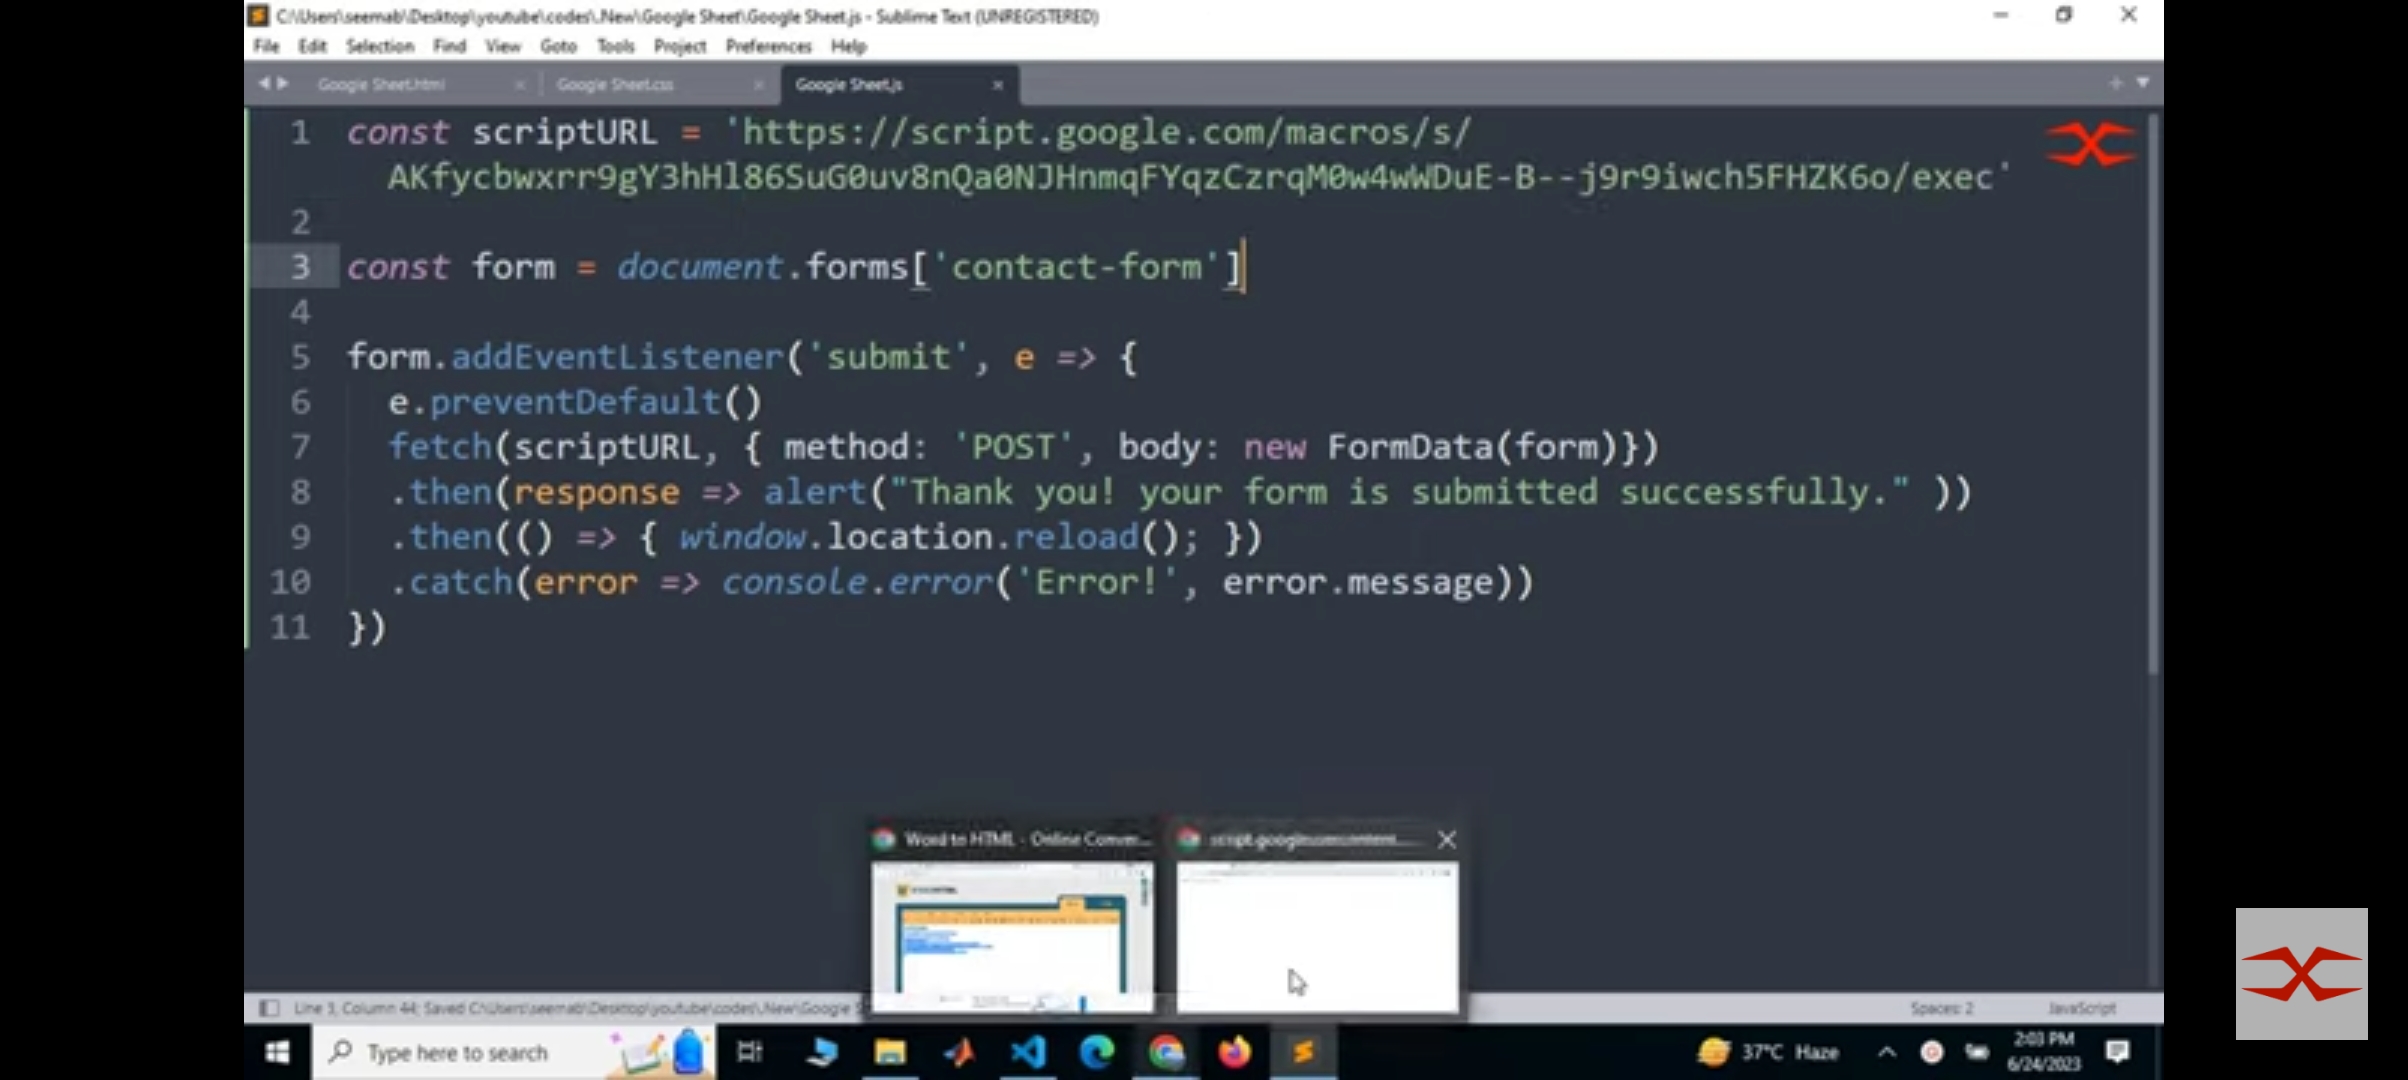 C:\Users\seemab\Desktop\youtube\codes\.New\Google Sheet\Google Sheet.js - Sublime Text (UNREGISTERED)
File Edit Selection Find View Goto Tools Project Preferences Help
Google Sheet.html Google Sheet.css Google Sheet.js
1 const scriptURL = 'https://script.google.com/macros/s/
AKfycbwxrr9gY3hHl86SuG0uv8nQa0NJHnmqFYqzCzrqM0w4wWDuE-B--j9r9iwch5FHZK6o/exec'
2
3 const form = document.forms['contact-form']
4
5 form.addEventListener('submit', e => {
6 e.preventDefault()
7 fetch(scriptURL, { method: 'POST', body: new FormData(form)})
8 .then(response => alert("Thank you! your form is submitted successfully." ))
9 .then(() => { window.location.reload(); })
10 .catch(error => console.error('Error!', error.message))
11 })
Word to HTML - Online Conver...
script.googleusercontent....
Line 3, Column 44; Saved C:\Users\seemab\Desktop\youtube\codes\.New\Google S
Spaces: 2 JavaScript
Type here to search
37°C Haze
2:03 PM
6/24/2023